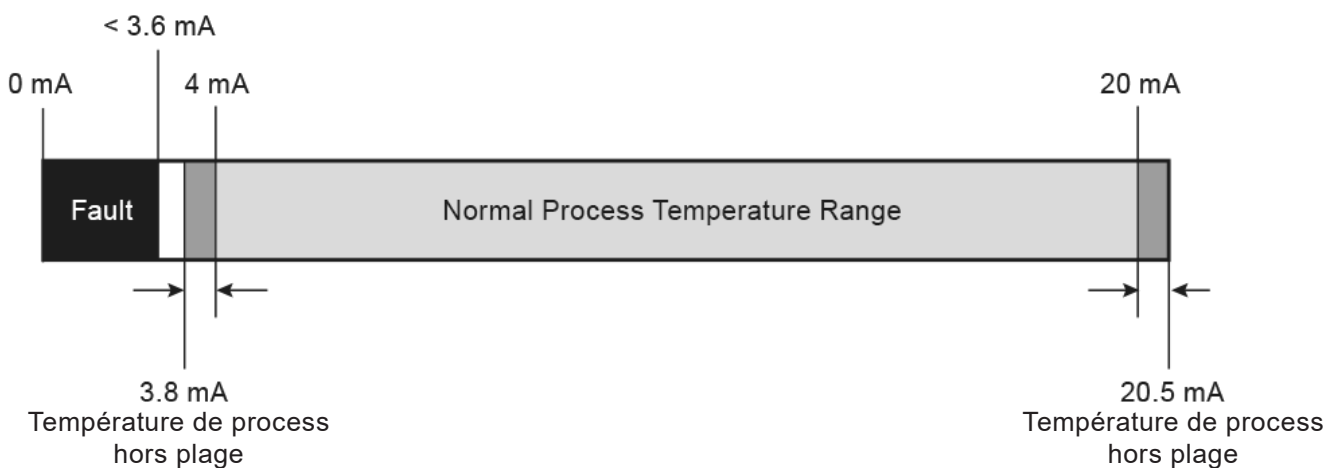 < 3.6 mA
0 mA
4 mA
20 mA
Fault
Normal Process Temperature Range
3.8 mA
Température de process
hors plage
20.5 mA
Température de process
hors plage